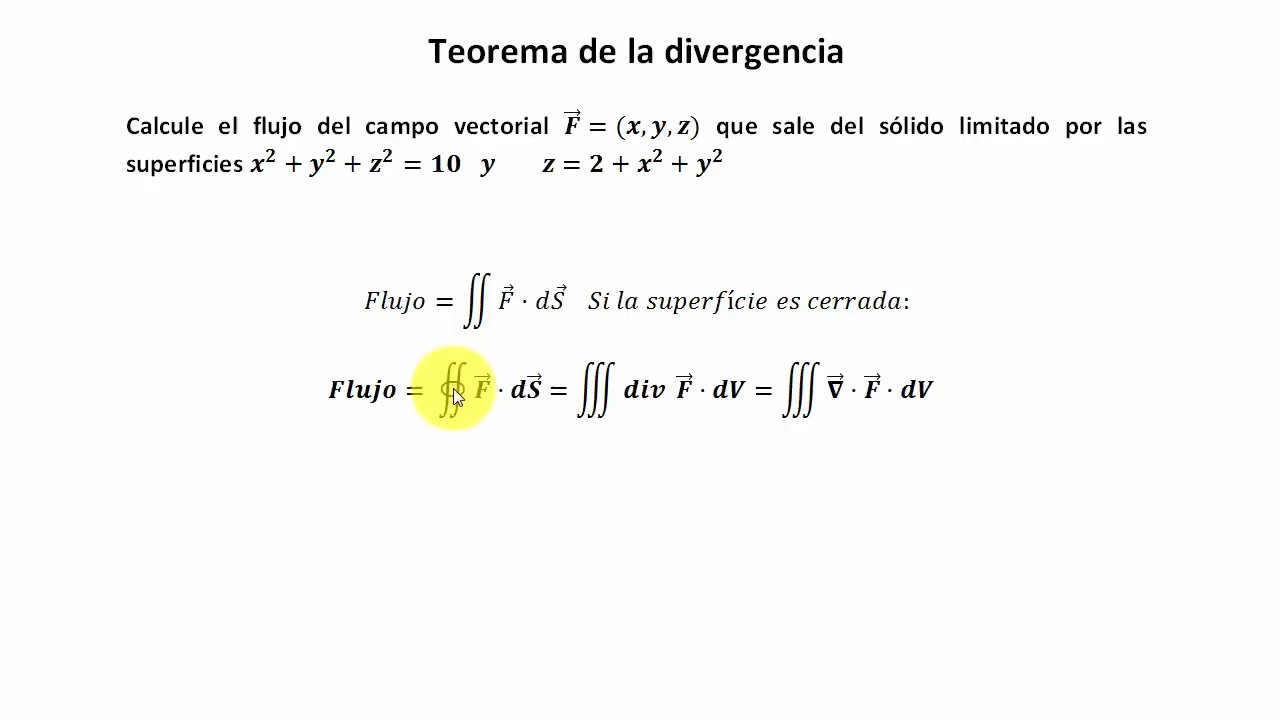 Teorema de la divergencia
Calcule el flujo del campo vectorial F⃗ = (x, y, z) que sale del sólido limitado por las
superficies x² + y² + z² = 10 y z = 2 + x² + y²
Flujo = ∬ F⃗ · dS⃗ Si la superfície es cerrada:
Flujo = ∯ F⃗ · dS⃗ = ∭ div F⃗ · dV = ∭ ∇⃗ · F⃗ · dV